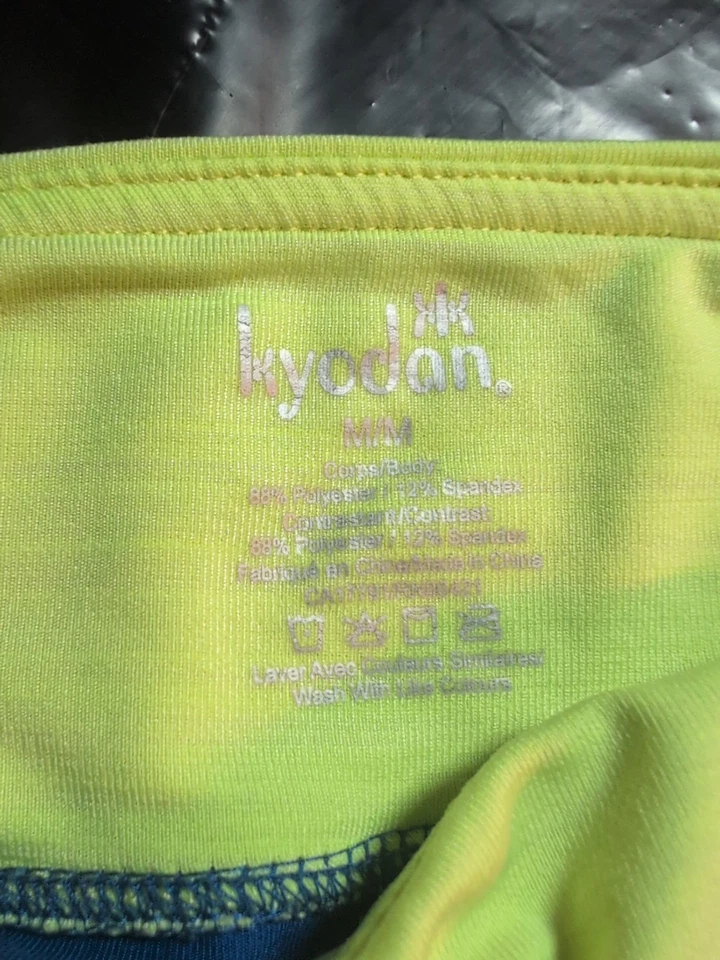 kyodan®
M/M
Corps/Body:
88% Polyester / 12% Spandex
Contrastant/Contrast:
88% Polyester / 12% Spandex
Fabriqué en Chine/Made in China
Laver Avec Couleurs Similaires/
Wash With Like Colours